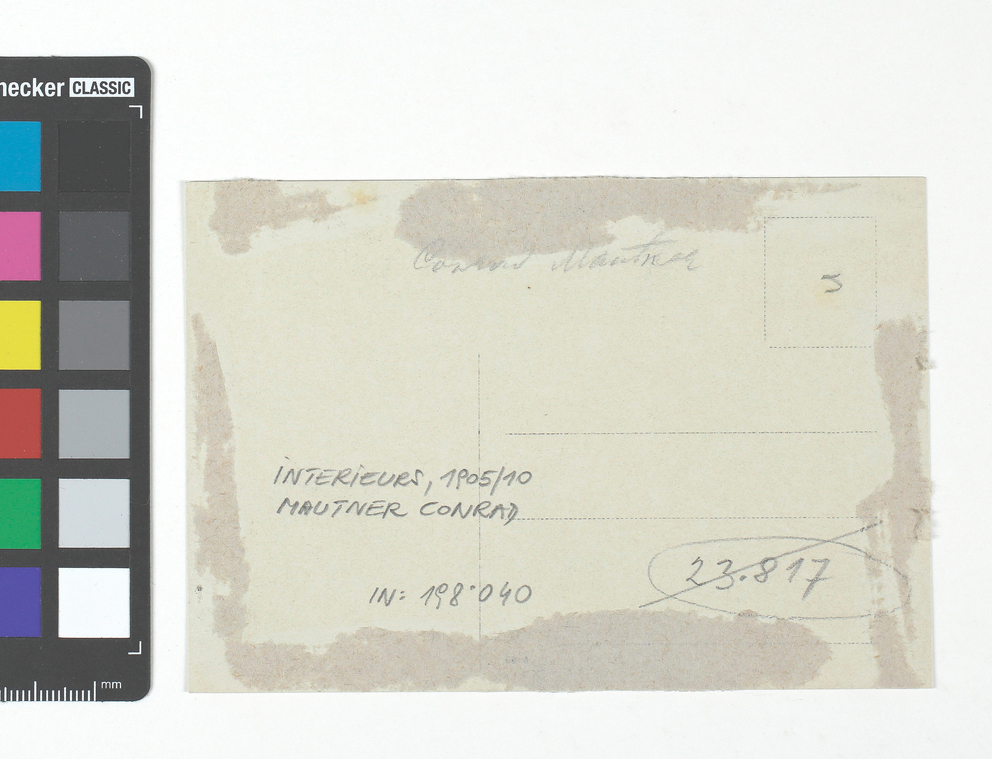 hecker CLASSIC
Conrad Mautner
5
INTERIEURS, 1905/10
MAUTNER CONRAD
23.817
IN: 198·040
mm